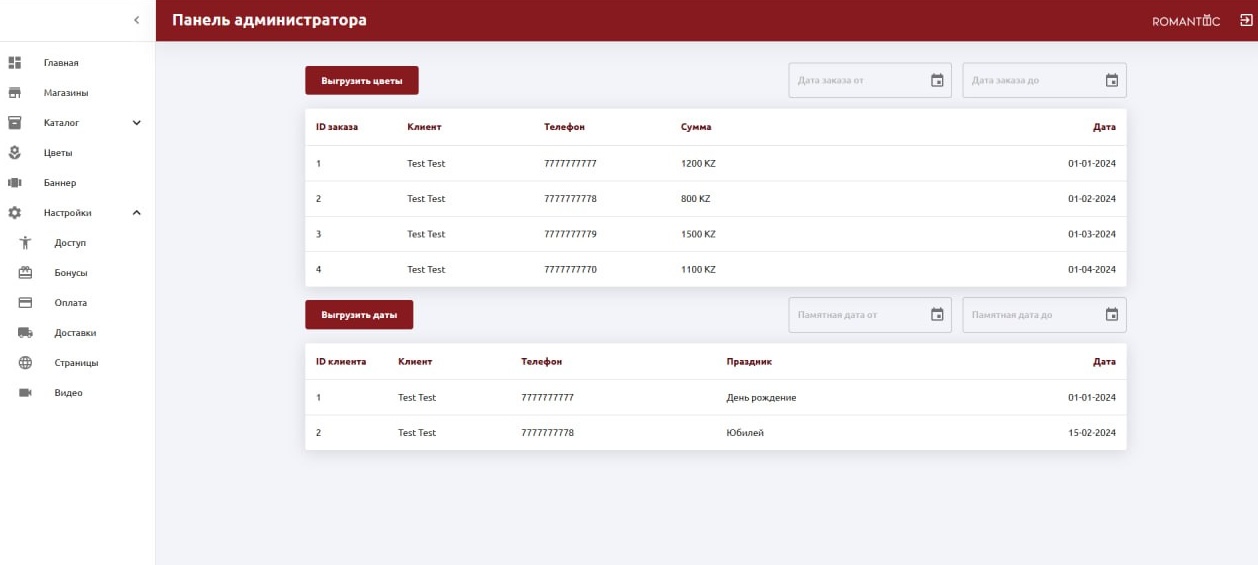 Панель администратора
ROMANTIC
Главная
Магазины
Каталог
Цветы
Баннер
Настройки
Доступ
Бонусы
Оплата
Доставки
Страницы
Видео
Выгрузить цветы
Дата заказа от
Дата заказа до
ID заказа Клиент Телефон Сумма Дата
1 Test Test 7777777777 1200 KZ 01-01-2024
2 Test Test 7777777778 800 KZ 01-02-2024
3 Test Test 7777777779 1500 KZ 01-03-2024
4 Test Test 7777777770 1100 KZ 01-04-2024
Выгрузить даты
Памятная дата от
Памятная дата до
ID клиента Клиент Телефон Праздник Дата
1 Test Test 7777777777 День рождение 01-01-2024
2 Test Test 7777777778 Юбилей 15-02-2024